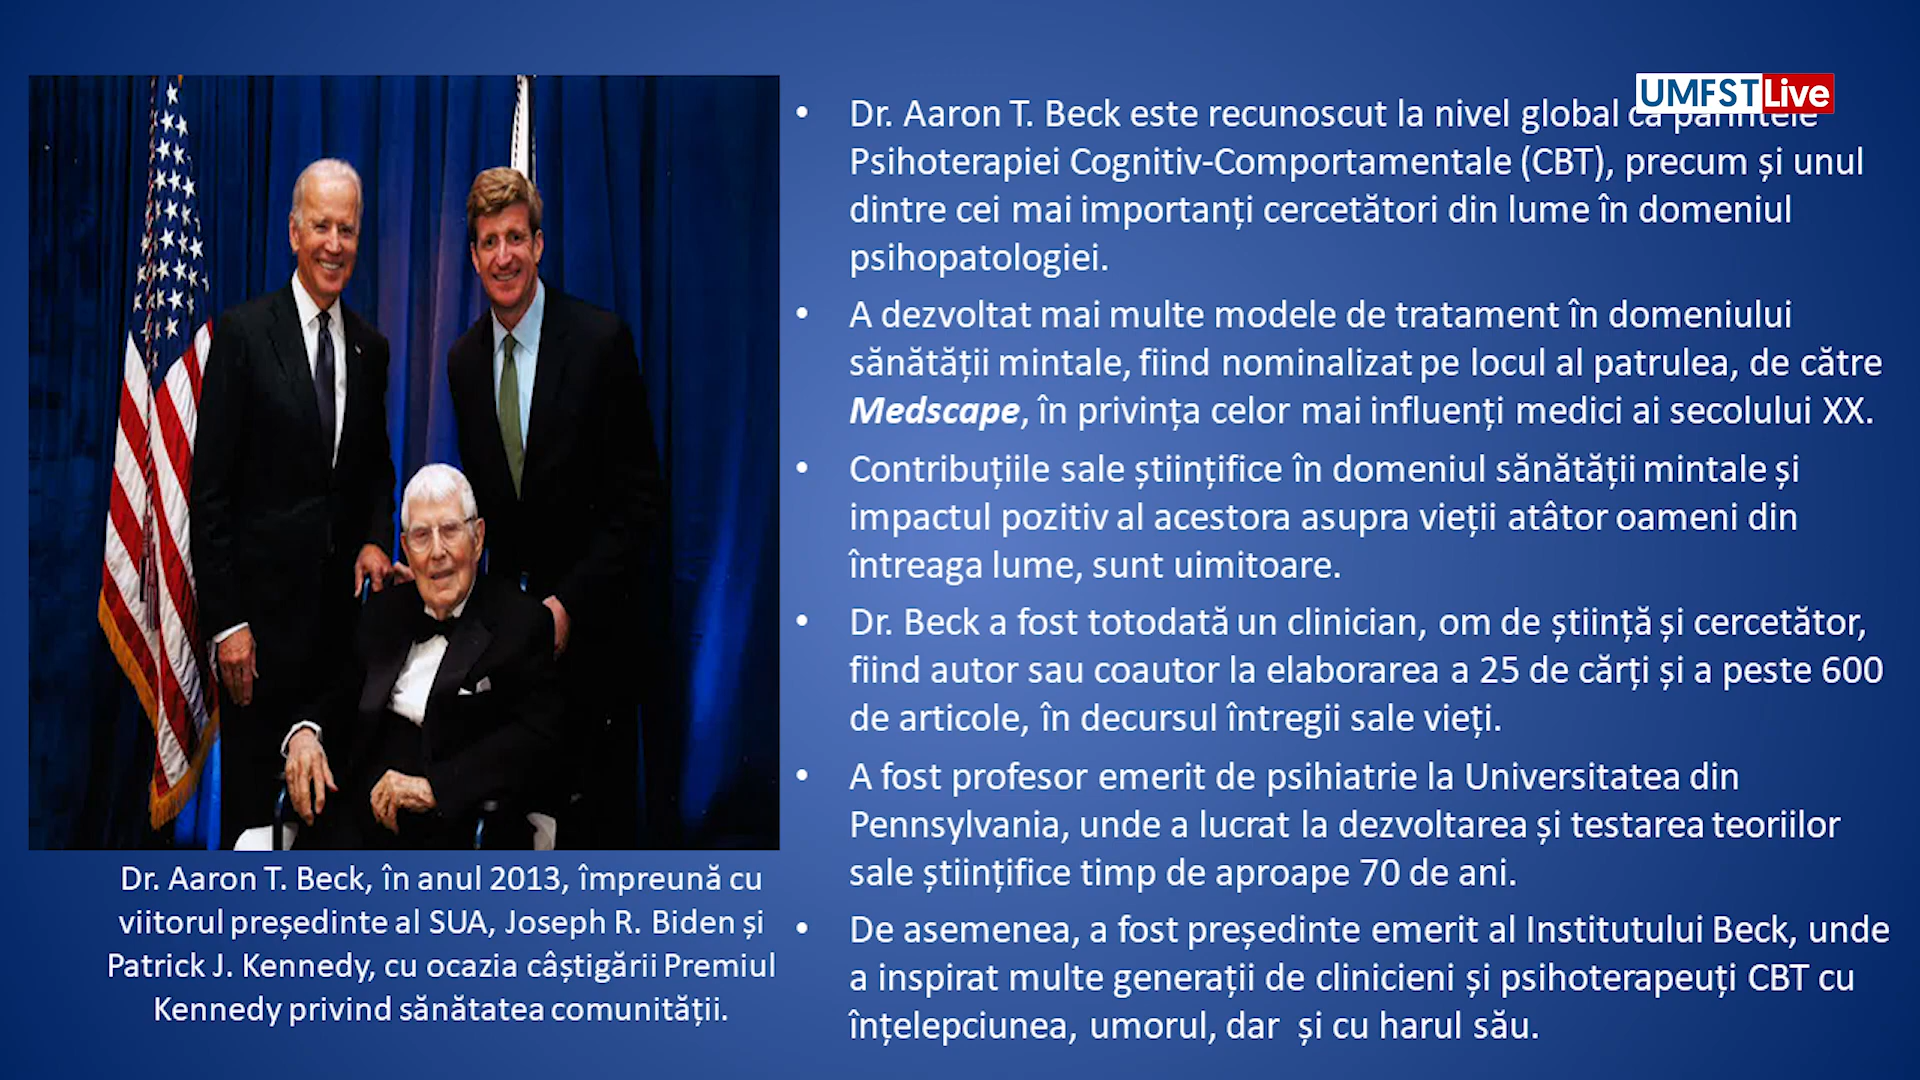 UMFST Live
• Dr. Aaron T. Beck este recunoscut la nivel global ca părintele
Psihoterapiei Cognitiv-Comportamentale (CBT), precum și unul
dintre cei mai importanți cercetători din lume în domeniul
psihopatologiei.
• A dezvoltat mai multe modele de tratament în domeniului
sănătății mintale, fiind nominalizat pe locul al patrulea, de către
Medscape, în privința celor mai influenți medici ai secolului XX.
• Contribuțiile sale științifice în domeniul sănătății mintale și
impactul pozitiv al acestora asupra vieții atâtor oameni din
întreaga lume, sunt uimitoare.
• Dr. Beck a fost totodată un clinician, om de știință și cercetător,
fiind autor sau coautor la elaborarea a 25 de cărți și a peste 600
de articole, în decursul întregii sale vieți.
• A fost profesor emerit de psihiatrie la Universitatea din
Pennsylvania, unde a lucrat la dezvoltarea și testarea teoriilor
sale științifice timp de aproape 70 de ani.
• De asemenea, a fost președinte emerit al Institutului Beck, unde
a inspirat multe generații de clinicieni și psihoterapeuți CBT cu
înțelepciunea, umorul, dar și cu harul său.
Dr. Aaron T. Beck, în anul 2013, împreună cu
viitorul președinte al SUA, Joseph R. Biden și
Patrick J. Kennedy, cu ocazia câștigării Premiul
Kennedy privind sănătatea comunității.